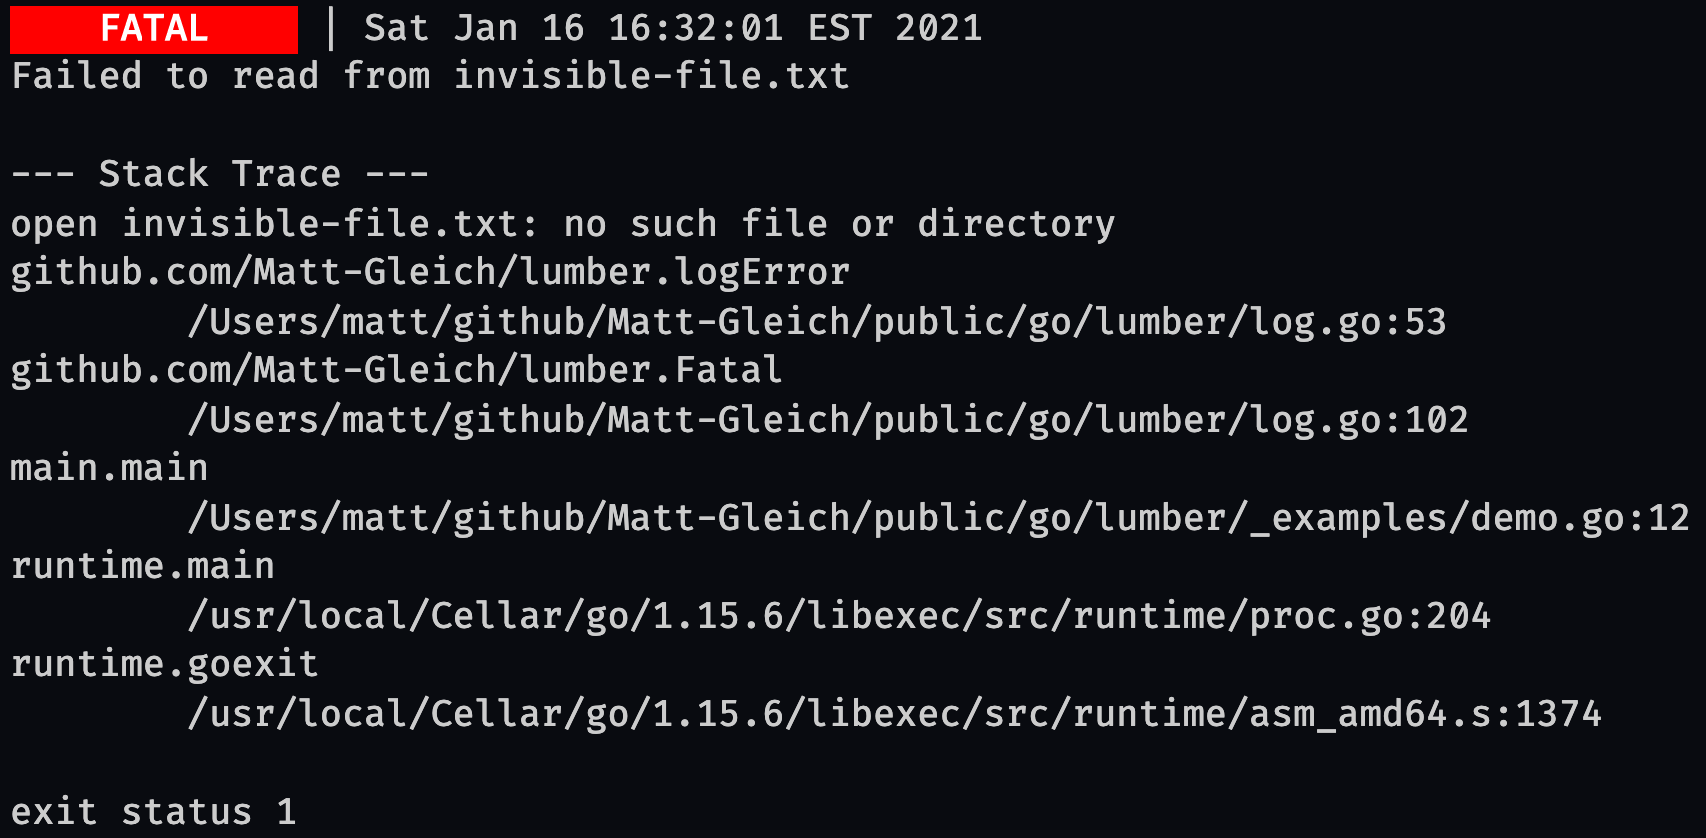 FATAL | Sat Jan 16 16:32:01 EST 2021
Failed to read from invisible-file.txt
--- Stack Trace ---
open invisible-file.txt: no such file or directory
github.com/Matt-Gleich/lumber.logError
/Users/matt/github/Matt-Gleich/public/go/lumber/log.go:53
github.com/Matt-Gleich/lumber.Fatal
/Users/matt/github/Matt-Gleich/public/go/lumber/log.go:102
main.main
/Users/matt/github/Matt-Gleich/public/go/lumber/_examples/demo.go:12
runtime.main
/usr/local/Cellar/go/1.15.6/libexec/src/runtime/proc.go:204
runtime.goexit
/usr/local/Cellar/go/1.15.6/libexec/src/runtime/asm_amd64.s:1374
exit status 1